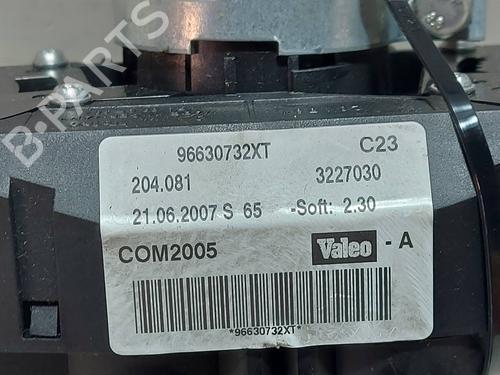 96630732XT C23
204.081 3227030
21.06.2007 S 65 -Soft: 2.30
COM2005 Valeo - A
*96630732XT*
B-PARTS